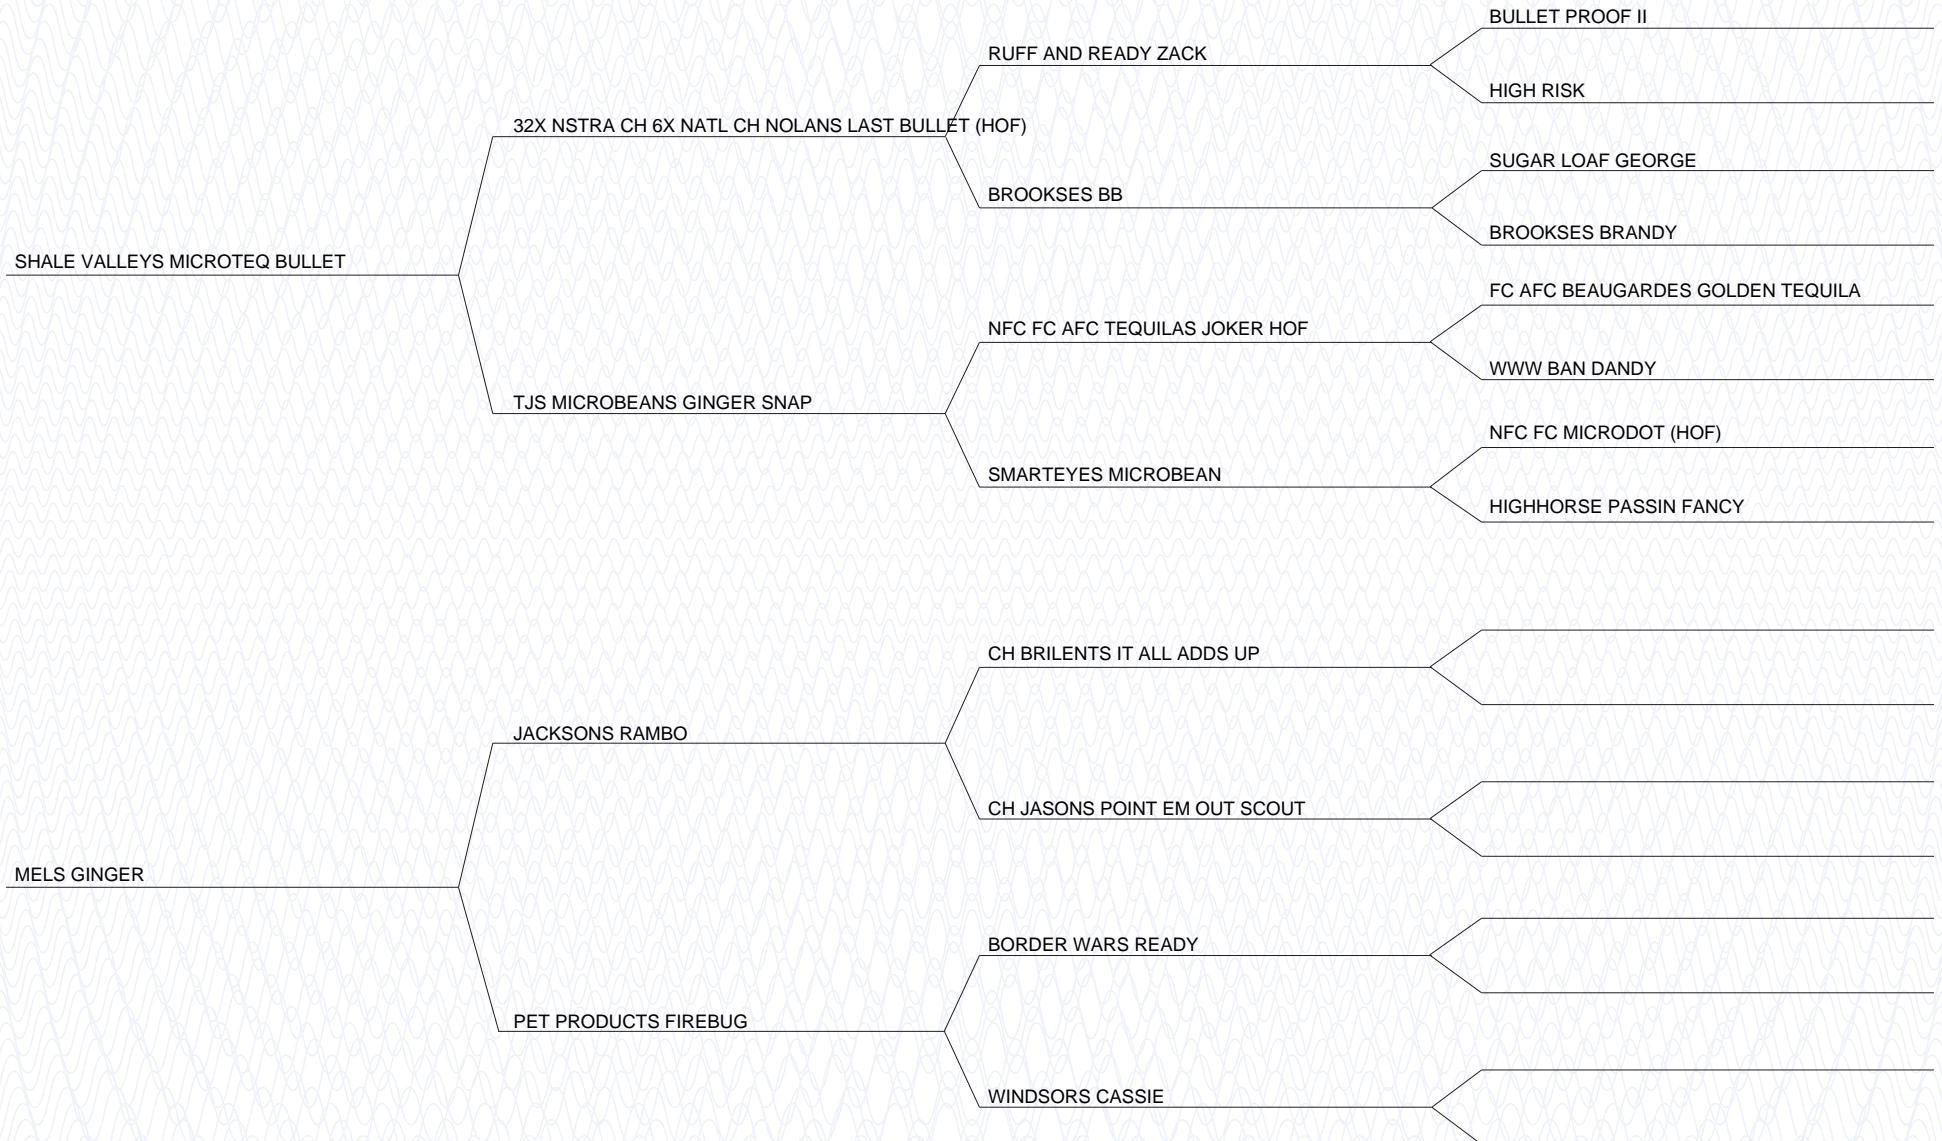 BULLET PROOF II
RUFF AND READY ZACK
HIGH RISK
32X NSTRA CH 6X NATL CH NOLANS LAST BULLET (HOF)
SUGAR LOAF GEORGE
BROOKSES BB
BROOKSES BRANDY
SHALE VALLEYS MICROTEQ BULLET
FC AFC BEAUGARDES GOLDEN TEQUILA
NFC FC AFC TEQUILAS JOKER HOF
WWW BAN DANDY
TJS MICROBEANS GINGER SNAP
NFC FC MICRODOT (HOF)
SMARTEYES MICROBEAN
HIGHHORSE PASSIN FANCY
CH BRILENTS IT ALL ADDS UP
JACKSONS RAMBO
CH JASONS POINT EM OUT SCOUT
MELS GINGER
BORDER WARS READY
PET PRODUCTS FIREBUG
WINDSORS CASSIE